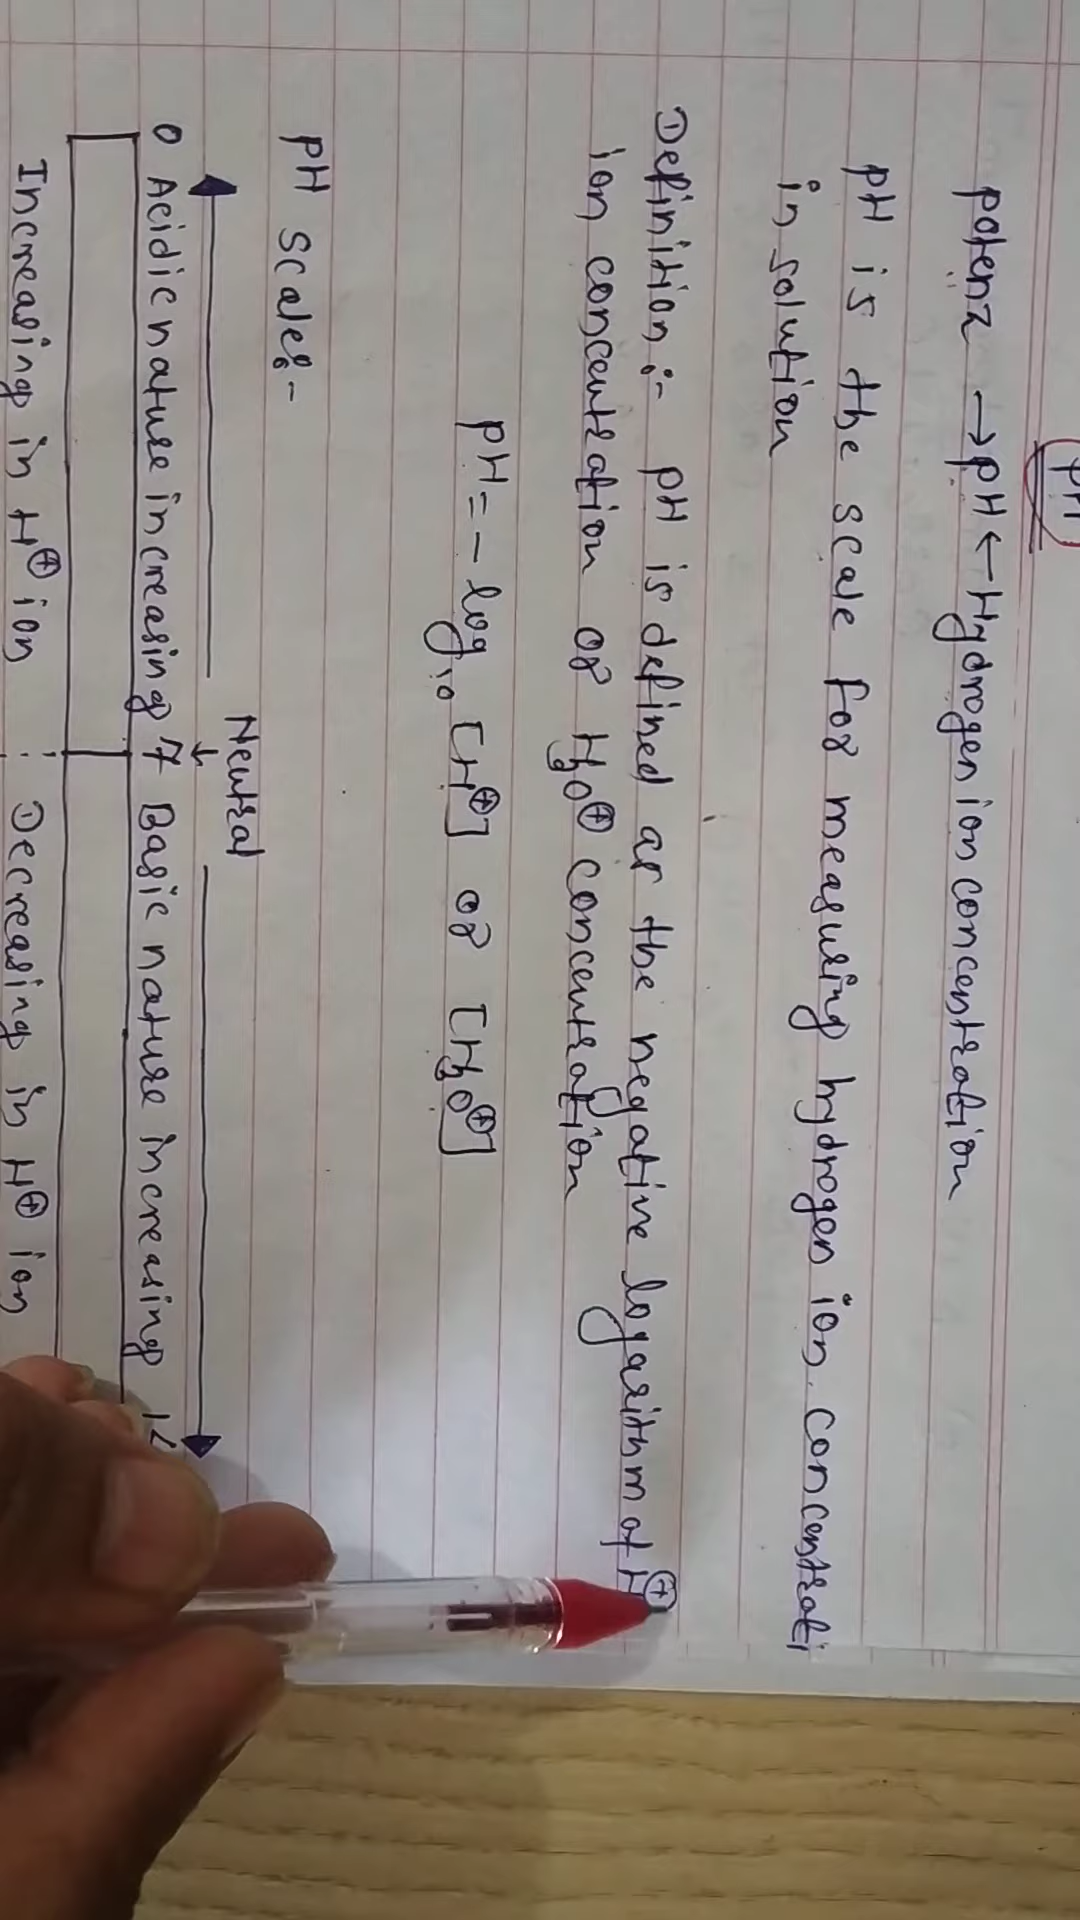 pH
potenz → pH ← Hydrogen ion concentration
pH is the scale for measuring hydrogen ion concentrati
in solution
Definition :- pH is defined as the negative logarithm of H⊕
ion concentration or H₃O⊕ concentration
pH = - log₁₀ [H⊕] or [H₃O⊕]
Neutral
pH scale :-
↓
0 Acidic nature increasing 7 Basic nature increasing 14
Increasing in H⊕ ion Decreasing in H⊕ ion